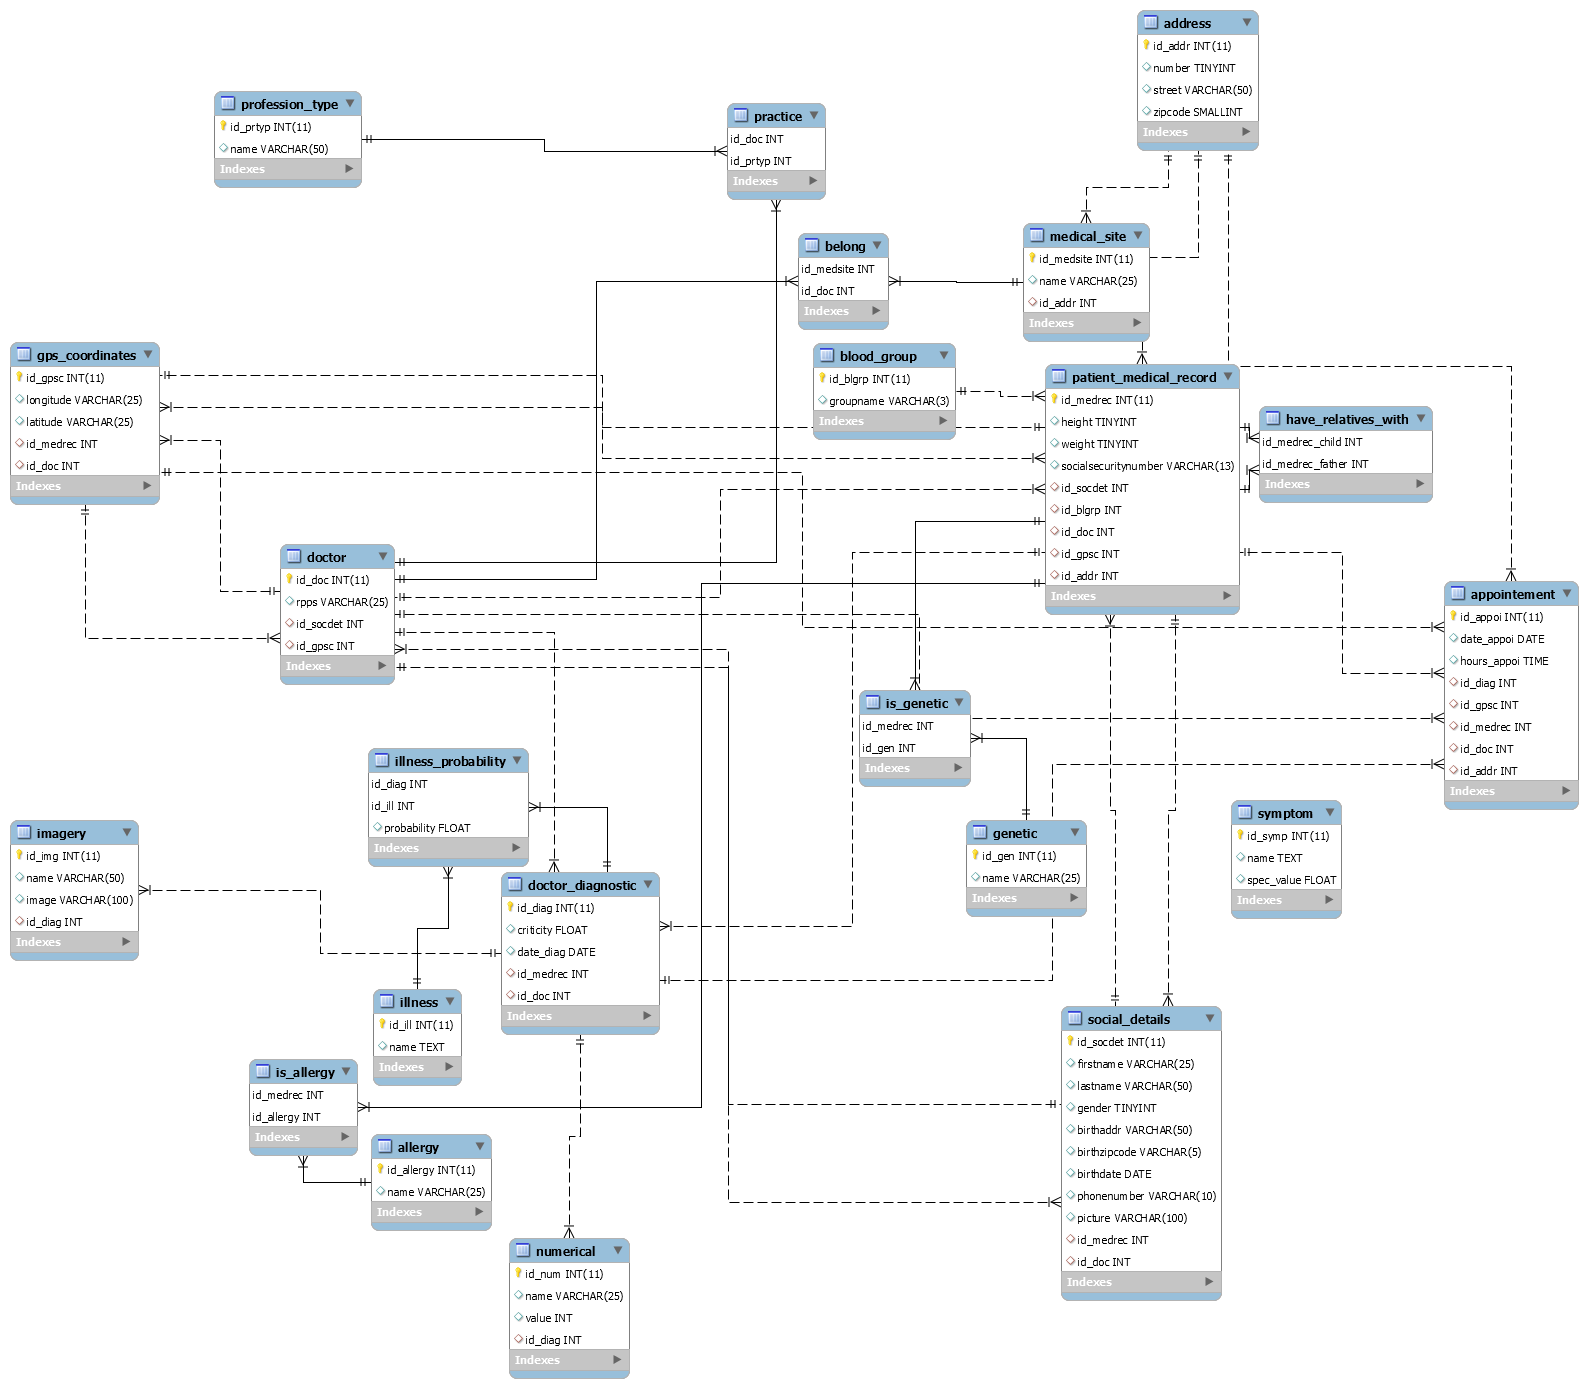 address
id_addr INT(11)
number TINYINT
street VARCHAR(50)
zipcode SMALLINT
Indexes
profession_type
id_prtyp INT(11)
name VARCHAR(50)
Indexes
practice
id_doc INT
id_prtyp INT
Indexes
belong
id_medsite INT
id_doc INT
Indexes
medical_site
id_medsite INT(11)
name VARCHAR(25)
id_addr INT
Indexes
gps_coordinates
id_gpsc INT(11)
longitude VARCHAR(25)
latitude VARCHAR(25)
id_medrec INT
id_doc INT
Indexes
blood_group
id_blgrp INT(11)
groupname VARCHAR(3)
Indexes
patient_medical_record
id_medrec INT(11)
height TINYINT
weight TINYINT
socialsecuritynumber VARCHAR(13)
id_socdet INT
id_blgrp INT
id_doc INT
id_gpsc INT
id_addr INT
Indexes
have_relatives_with
id_medrec_child INT
id_medrec_father INT
Indexes
doctor
id_doc INT(11)
rpps VARCHAR(25)
id_socdet INT
id_gpsc INT
Indexes
appointement
id_appoi INT(11)
date_appoi DATE
hours_appoi TIME
id_diag INT
id_gpsc INT
id_medrec INT
id_doc INT
id_addr INT
Indexes
is_genetic
id_medrec INT
id_gen INT
Indexes
illness_probability
id_diag INT
id_ill INT
probability FLOAT
Indexes
imagery
id_img INT(11)
name VARCHAR(50)
image VARCHAR(100)
id_diag INT
Indexes
genetic
id_gen INT(11)
name VARCHAR(25)
Indexes
symptom
id_symp INT(11)
name TEXT
spec_value FLOAT
Indexes
doctor_diagnostic
id_diag INT(11)
criticity FLOAT
date_diag DATE
id_medrec INT
id_doc INT
Indexes
illness
id_ill INT(11)
name TEXT
Indexes
social_details
id_socdet INT(11)
firstname VARCHAR(25)
lastname VARCHAR(50)
gender TINYINT
birthaddr VARCHAR(50)
birthzipcode VARCHAR(5)
birthdate DATE
phonenumber VARCHAR(10)
picture VARCHAR(100)
id_medrec INT
id_doc INT
Indexes
is_allergy
id_medrec INT
id_allergy INT
Indexes
allergy
id_allergy INT(11)
name VARCHAR(25)
Indexes
numerical
id_num INT(11)
name VARCHAR(25)
value INT
id_diag INT
Indexes